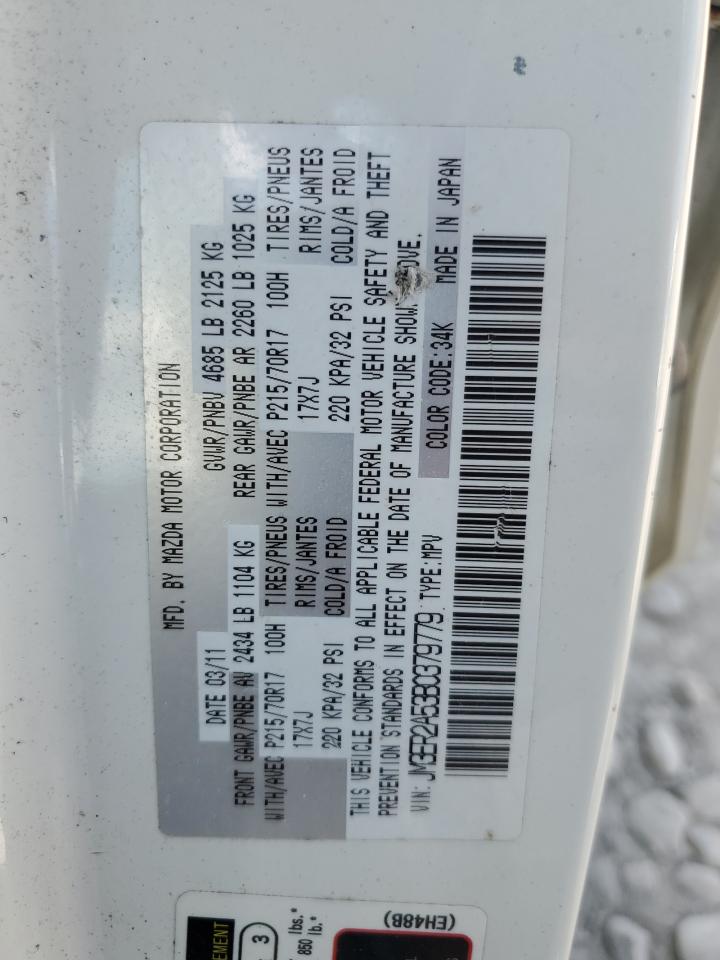 MFD. BY MAZDA MOTOR CORPORATION
DATE 03/11 GVWR/PNBV 4685 LB 2125 KG
FRONT GAWR/PNBE AV 2434 LB 1104 KG REAR GAWR/PNBE AR 2260 LB 1025 KG
WITH/AVEC P215/70R17 100H TIRES/PNEUS WITH/AVEC P215/70R17 100H TIRES/PNEUS
17X7J RIMS/JANTES 17X7J RIMS/JANTES
220 KPA/32 PSI COLD/A FROID 220 KPA/32 PSI COLD/A FROID
THIS VEHICLE CONFORMS TO ALL APPLICABLE FEDERAL MOTOR VEHICLE SAFETY AND THEFT
PREVENTION STANDARDS IN EFFECT ON THE DATE OF MANUFACTURE
VIN: JM3ER2A53B0379779 TYPE:MPV COLOR CODE:34K MADE IN JAPAN
3
lbs.*
850 lb.*
(EH48B)